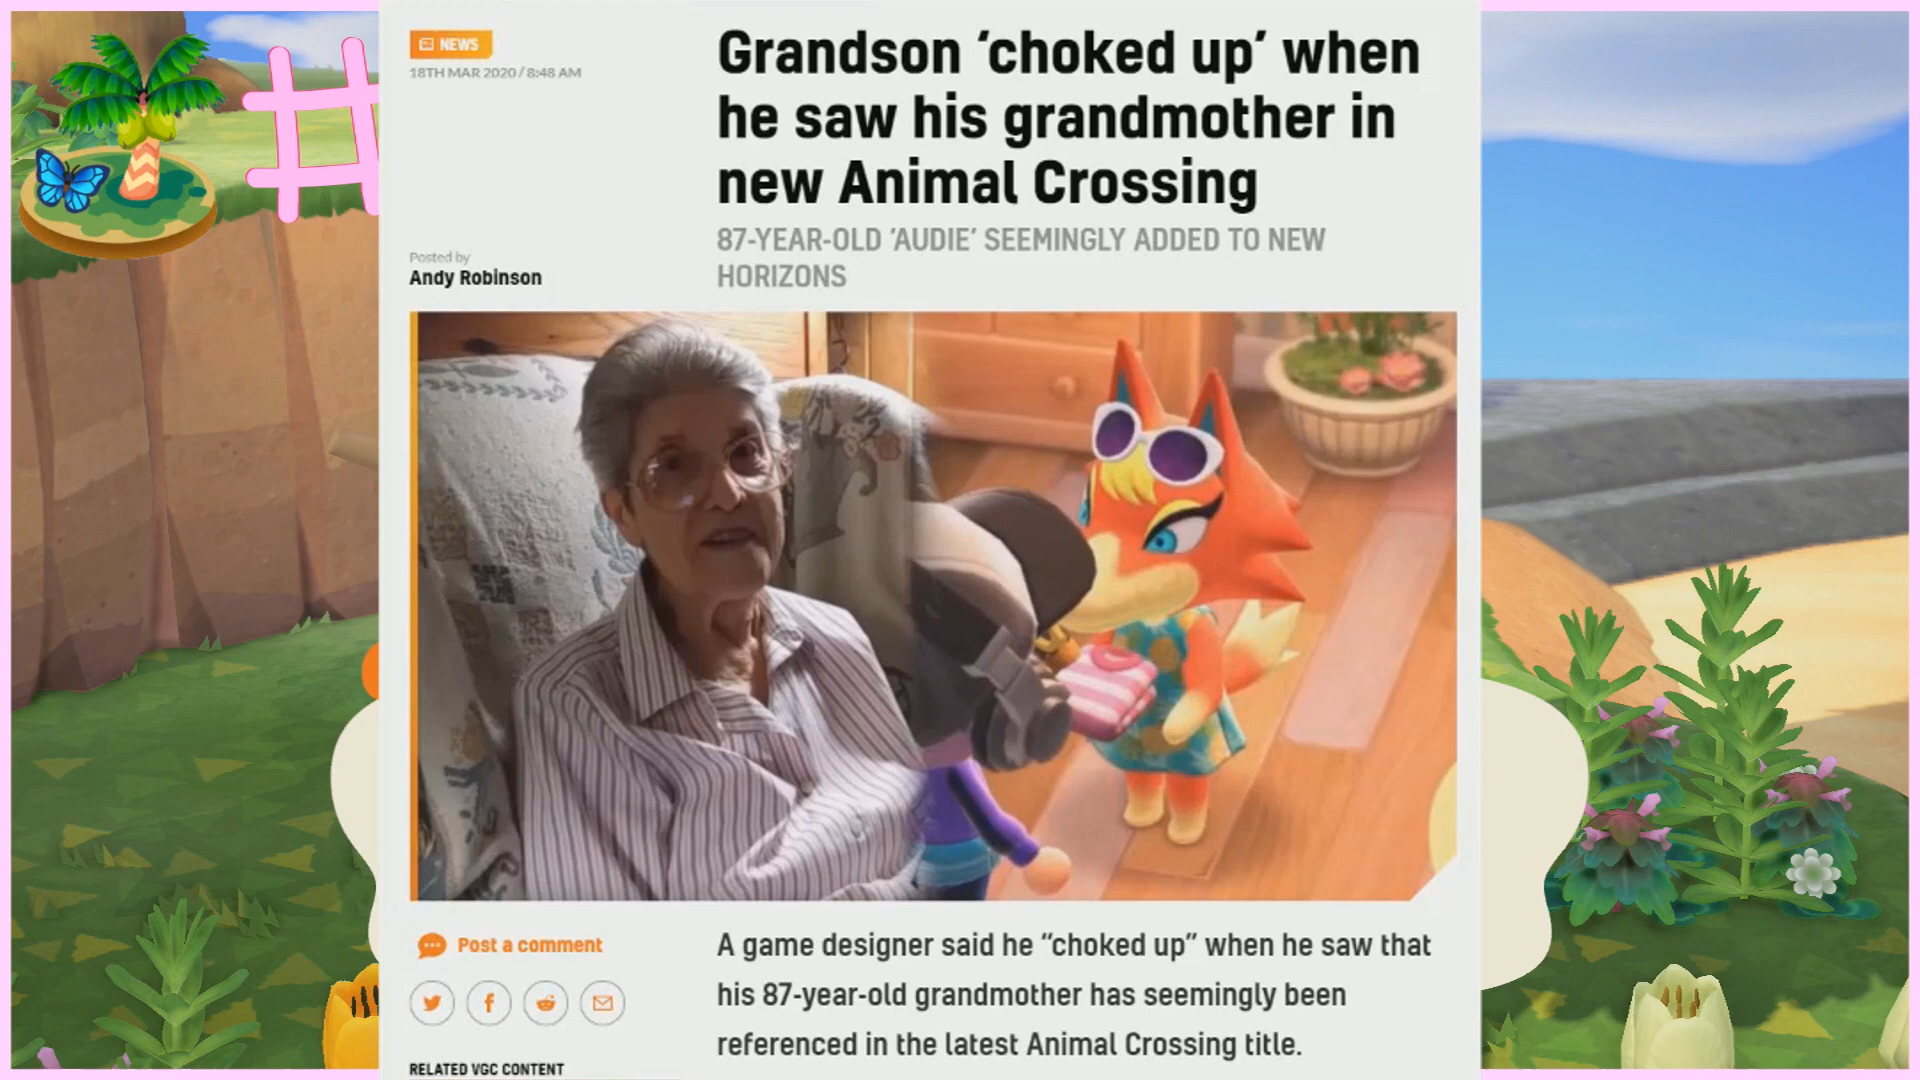 NEWS
18TH MAR 2020 / 8:48 AM
Grandson ‘choked up’ when
he saw his grandmother in
new Animal Crossing
87-YEAR-OLD ‘AUDIE’ SEEMINGLY ADDED TO NEW
HORIZONS
Posted by
Andy Robinson
Post a comment
A game designer said he “choked up” when he saw that
his 87-year-old grandmother has seemingly been
referenced in the latest Animal Crossing title.
RELATED VGC CONTENT